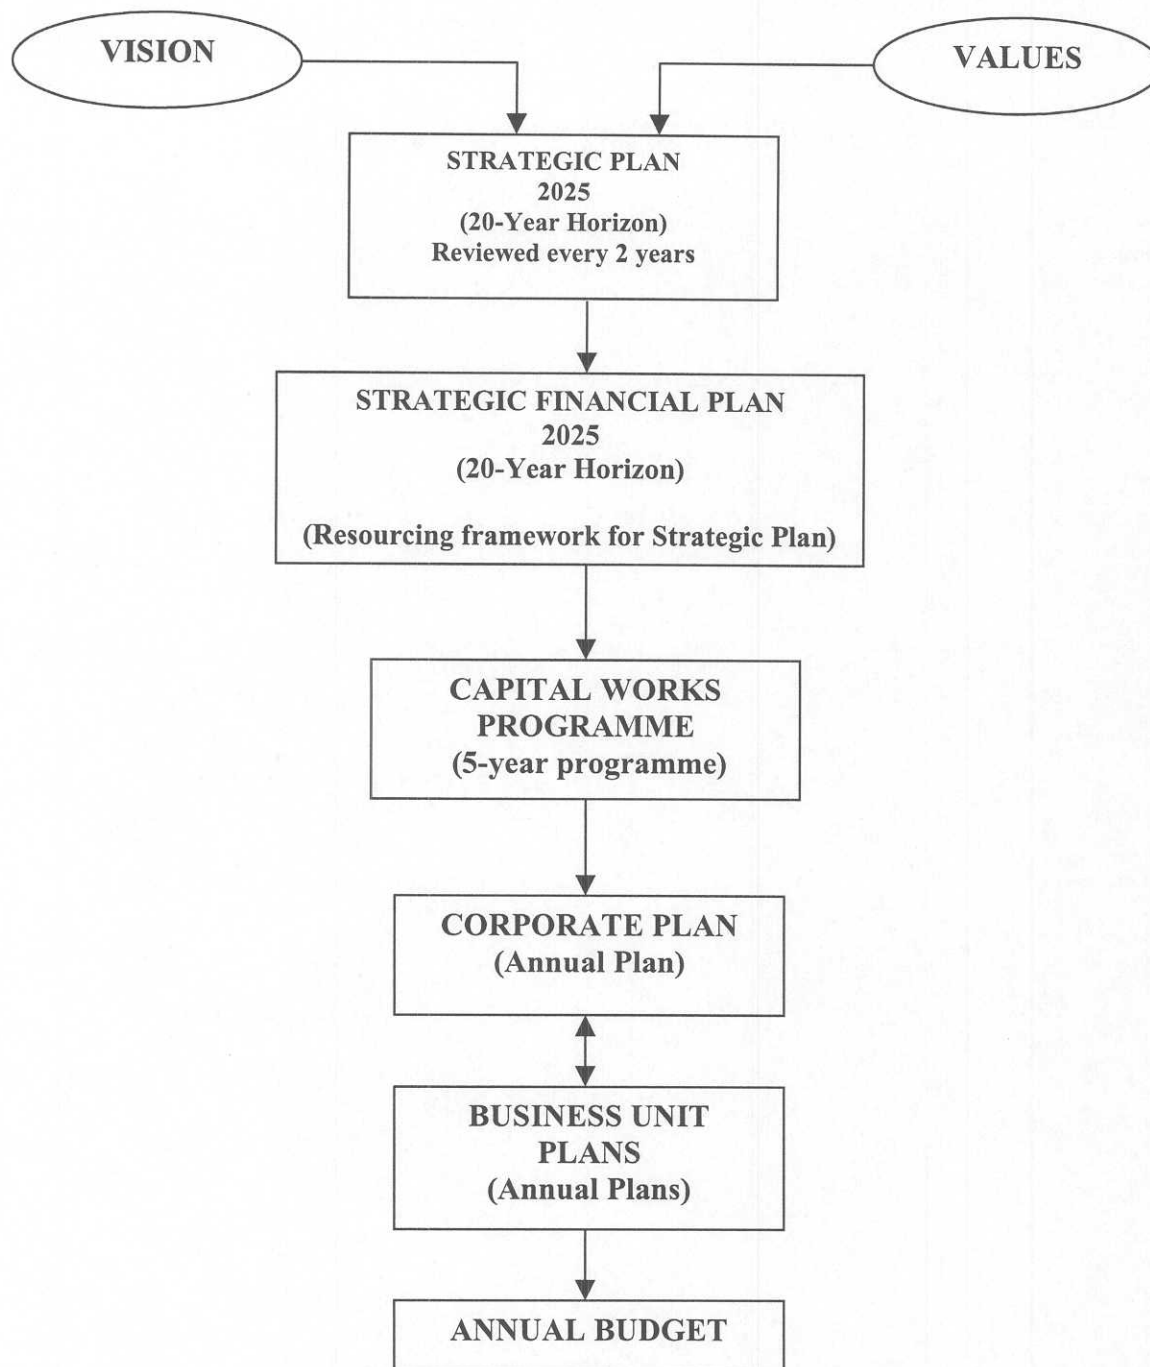 VISION
VALUES
STRATEGIC PLAN
2025
(20-Year Horizon)
Reviewed every 2 years
STRATEGIC FINANCIAL PLAN
2025
(20-Year Horizon)
(Resourcing framework for Strategic Plan)
CAPITAL WORKS
PROGRAMME
(5-year programme)
CORPORATE PLAN
(Annual Plan)
BUSINESS UNIT
PLANS
(Annual Plans)
ANNUAL BUDGET